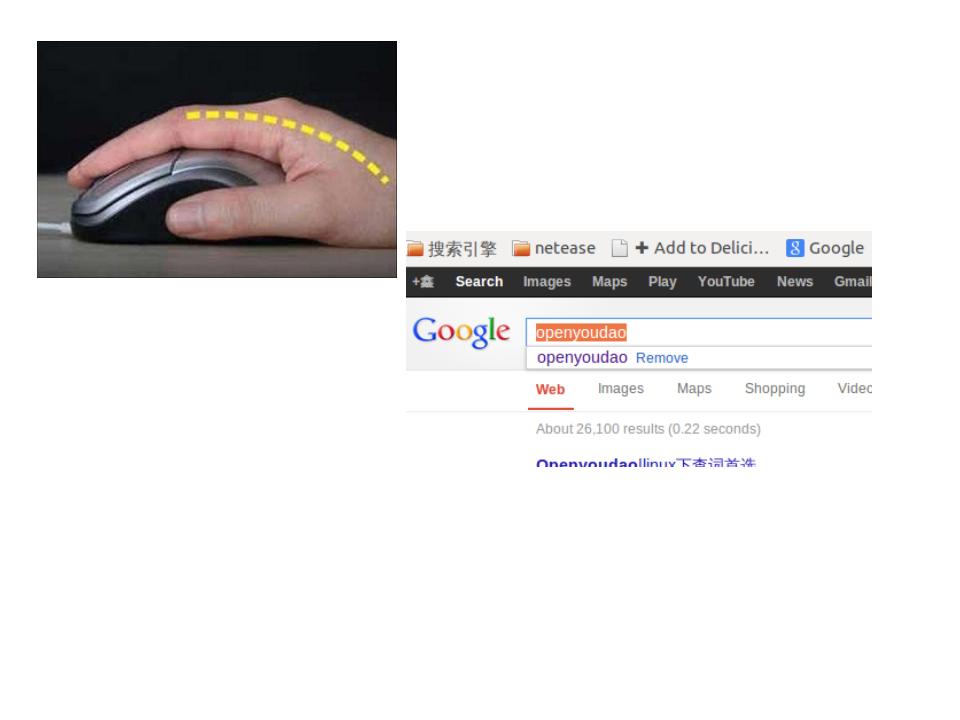 搜索引擎 netease Add to Delici... Google
+鑫 Search Images Maps Play YouTube News Gmail
Google openyoudao
openyoudao Remove
Web Images Maps Shopping Videc
About 26,100 results (0.22 seconds)
Openyoudao||linux下查词首选